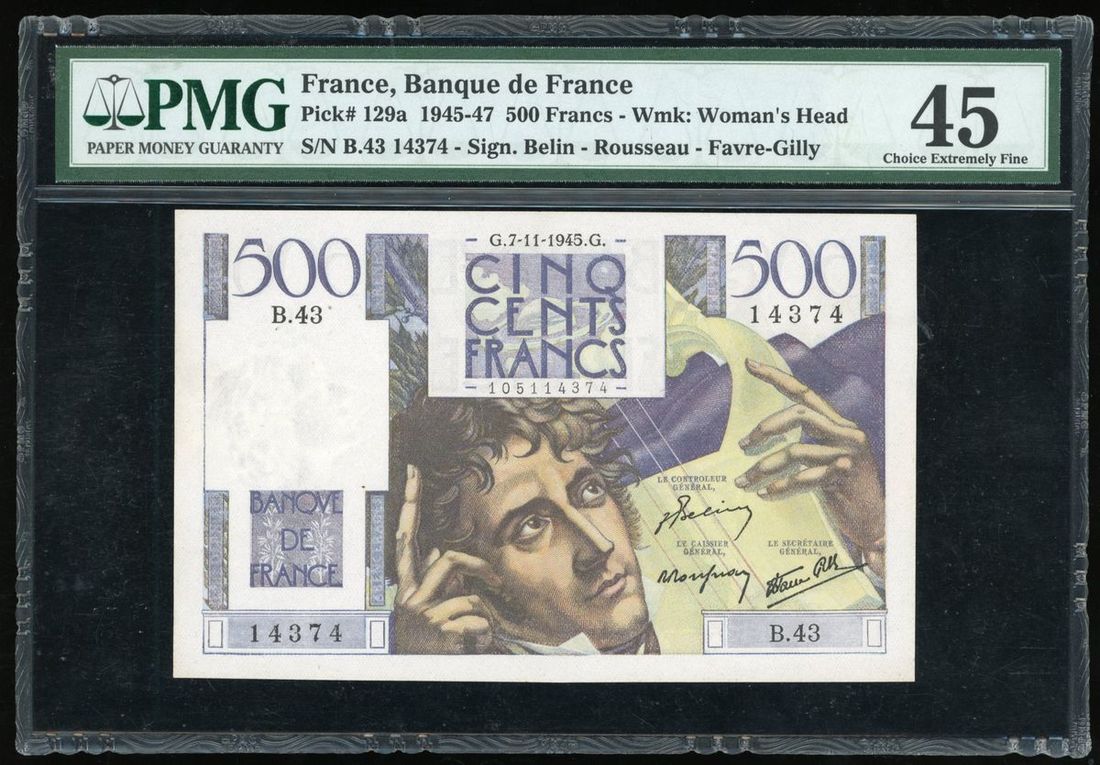 PMG
PAPER MONEY GUARANTY
France, Banque de France
Pick# 129a 1945-47 500 Francs - Wmk: Woman's Head
S/N B.43 14374 - Sign. Belin - Rousseau - Favre-Gilly
45
Choice Extremely Fine
500
B.43
- G.7-11-1945.G. -
CINQ
CENTS
FRANCS
- 105114374 -
500
14374
LE CONTROLEUR
GÉNÉRAL,
LE CAISSIER
GÉNÉRAL,
LE SECRÉTAIRE
GÉNÉRAL,
BANQVE
DE
FRANCE
14374
B.43